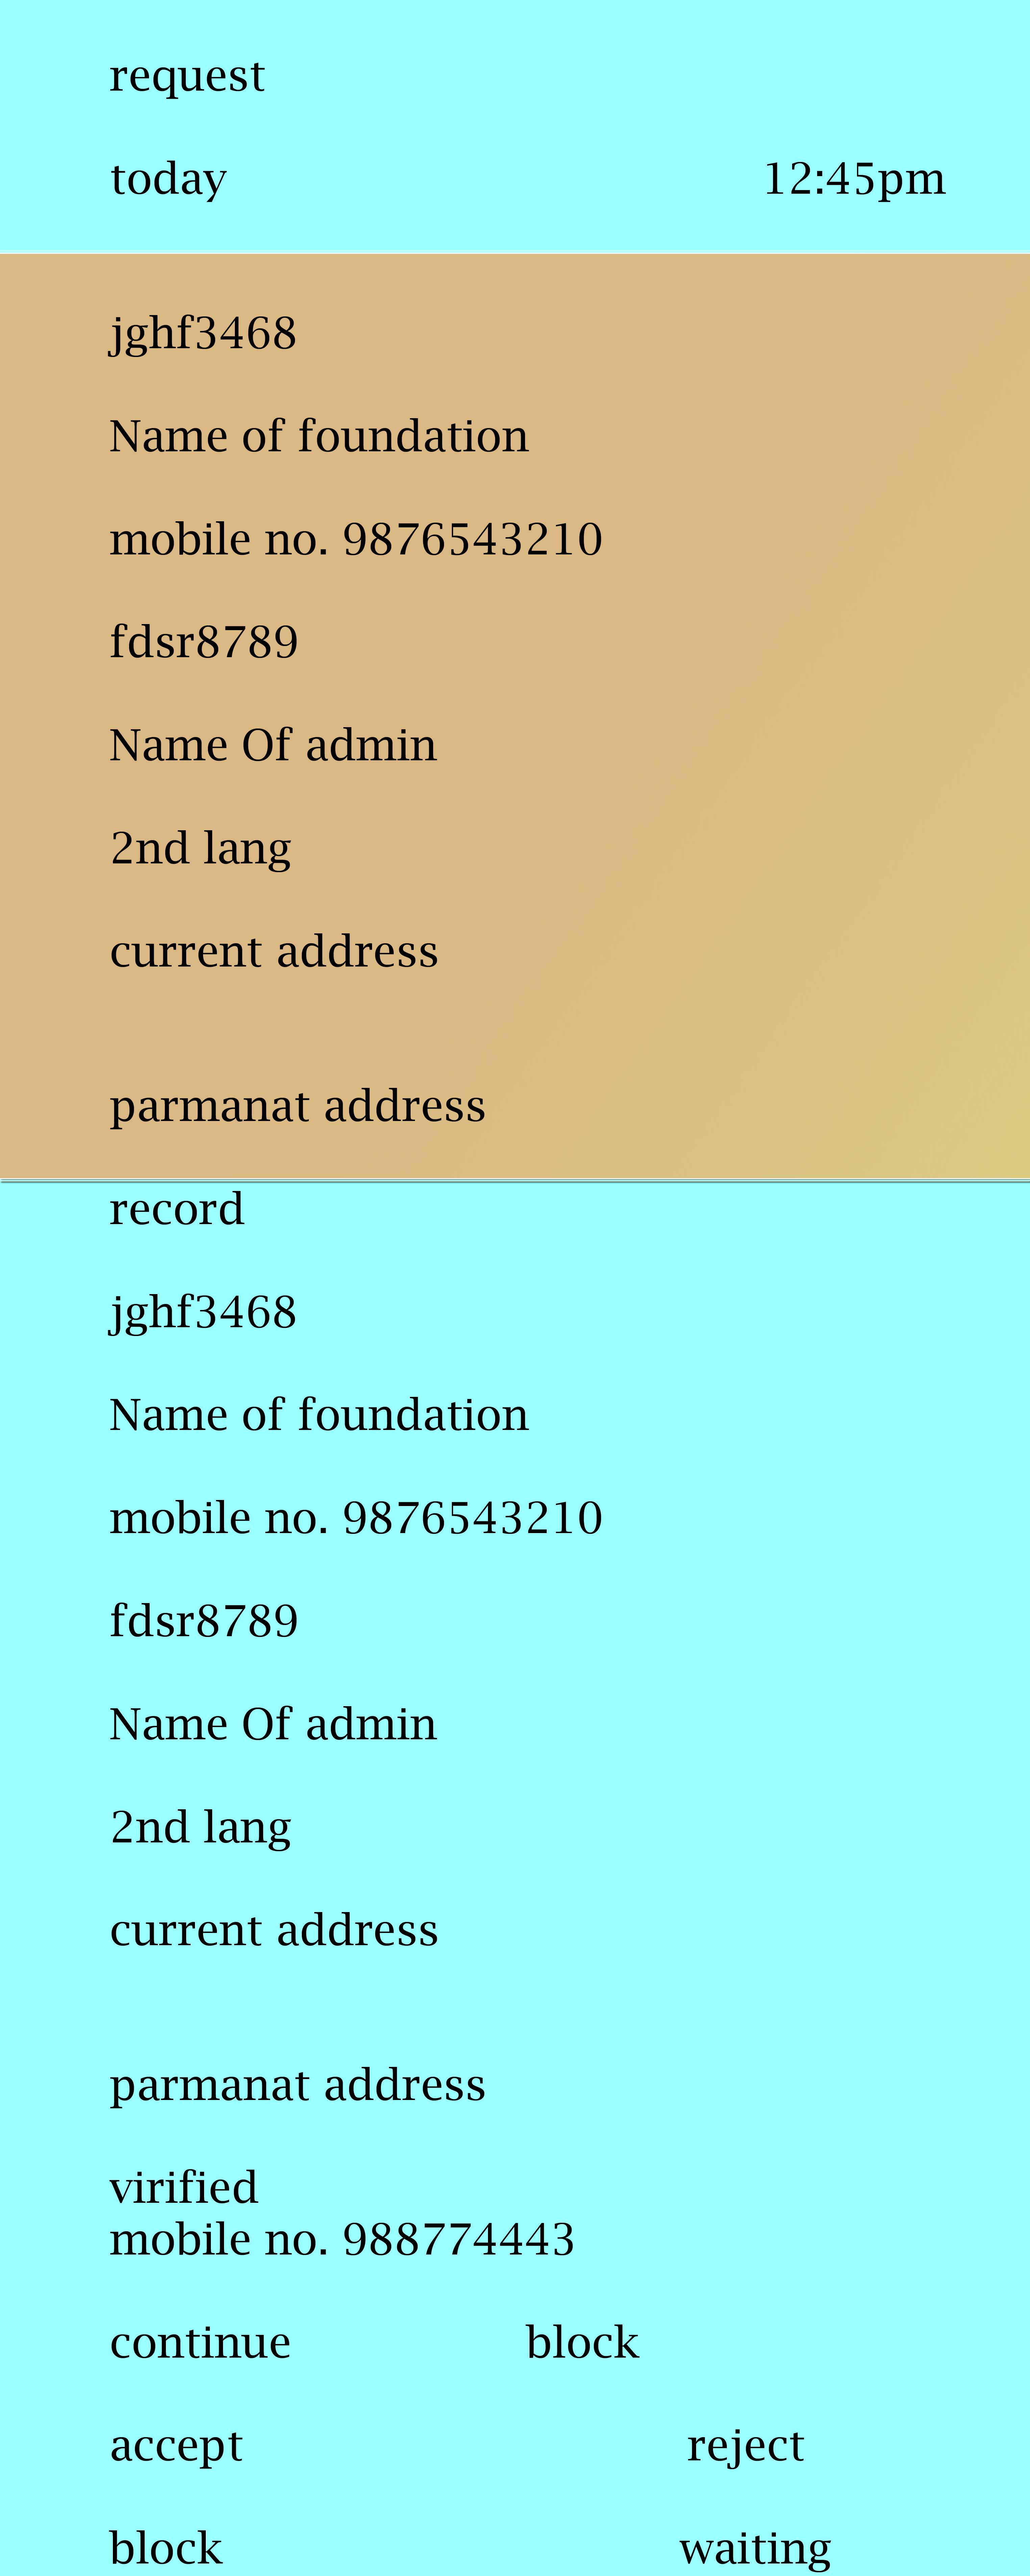 request
today 12:45pm
jghf3468
Name of foundation
mobile no. 9876543210
fdsr8789
Name Of admin
2nd lang
current address
parmanat address
record
jghf3468
Name of foundation
mobile no. 9876543210
fdsr8789
Name Of admin
2nd lang
current address
parmanat address
virified
mobile no. 988774443
continue block
accept reject
block waiting